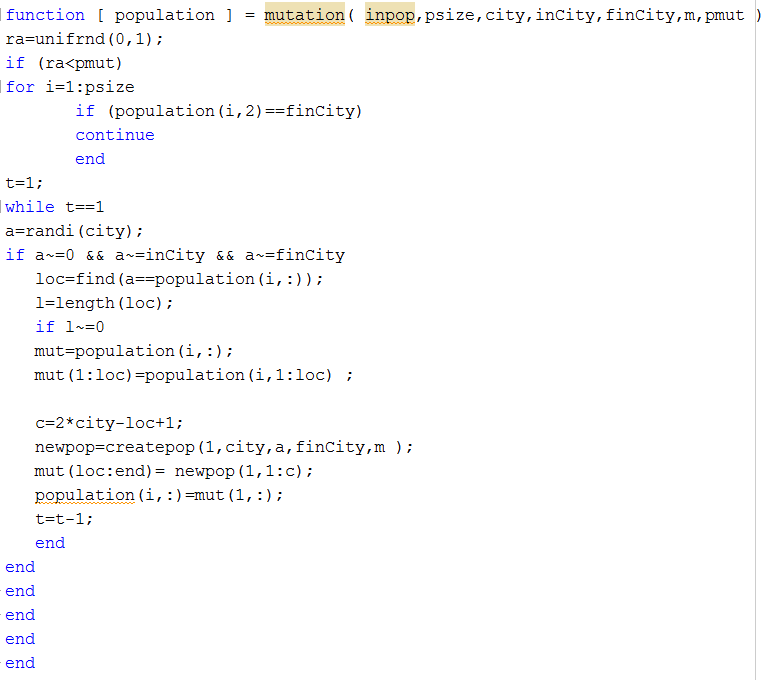 function [ population ] = mutation( inpop,psize,city,inCity,finCity,m,pmut )
ra=unifrnd(0,1);
if (ra<pmut)
for i=1:psize
if (population(i,2)==finCity)
continue
end
t=1;
while t==1
a=randi(city);
if a~=0 && a~=inCity && a~=finCity
loc=find(a==population(i,:));
l=length(loc);
if l~=0
mut=population(i,:);
mut(1:loc)=population(i,1:loc) ;
c=2*city-loc+1;
newpop=createpop(1,city,a,finCity,m );
mut(loc:end)= newpop(1,1:c);
population(i,:)=mut(1,:);
t=t-1;
end
end
end
end
end
end